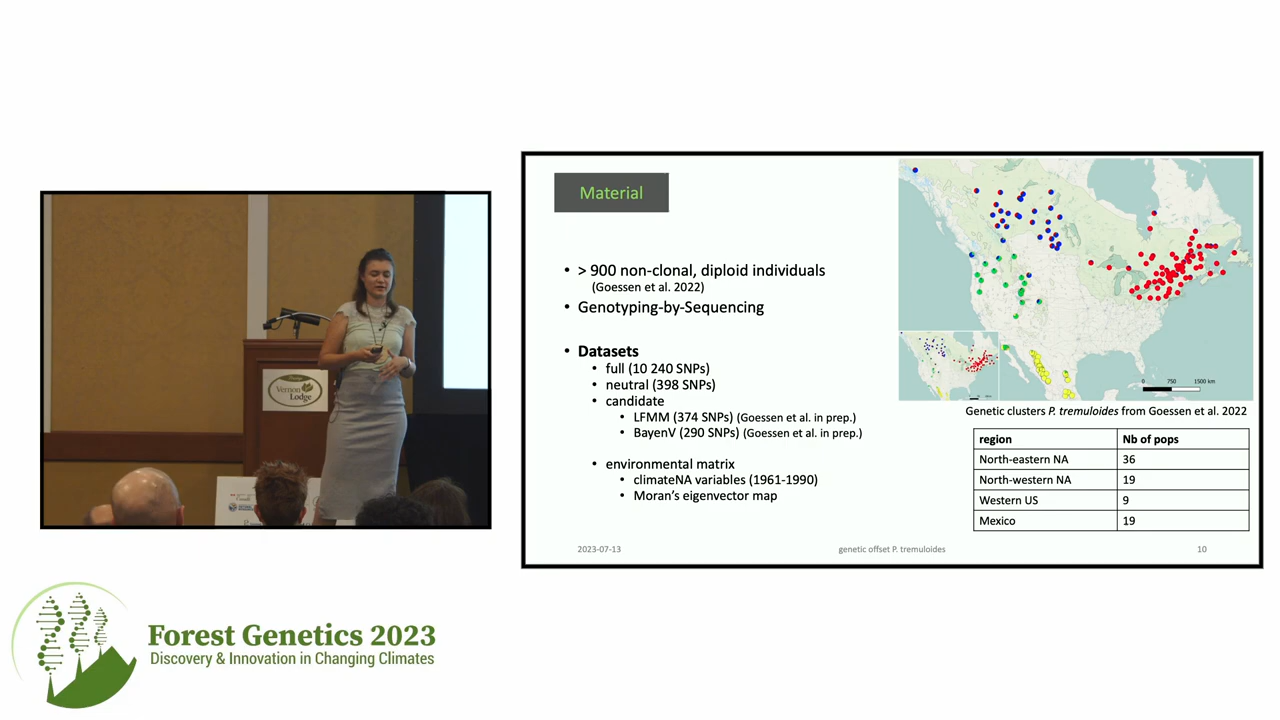 Material
• > 900 non-clonal, diploid individuals
(Goessen et al. 2022)
• Genotyping-by-Sequencing
• Datasets
• full (10 240 SNPs)
• neutral (398 SNPs)
• candidate
• LFMM (374 SNPs) (Goessen et al. in prep.)
• BayenV (290 SNPs) (Goessen et al. in prep.)
• environmental matrix
• climateNA variables (1961-1990)
• Moran's eigenvector map
0 750 1500 km
Genetic clusters P. tremuloides from Goessen et al. 2022
region Nb of pops
North-eastern NA 36
North-western NA 19
Western US 9
Mexico 19
2023-07-13 genetic offset P. tremuloides 10
Vernon
Lodge
Forest Genetics 2023
Discovery & Innovation in Changing Climates